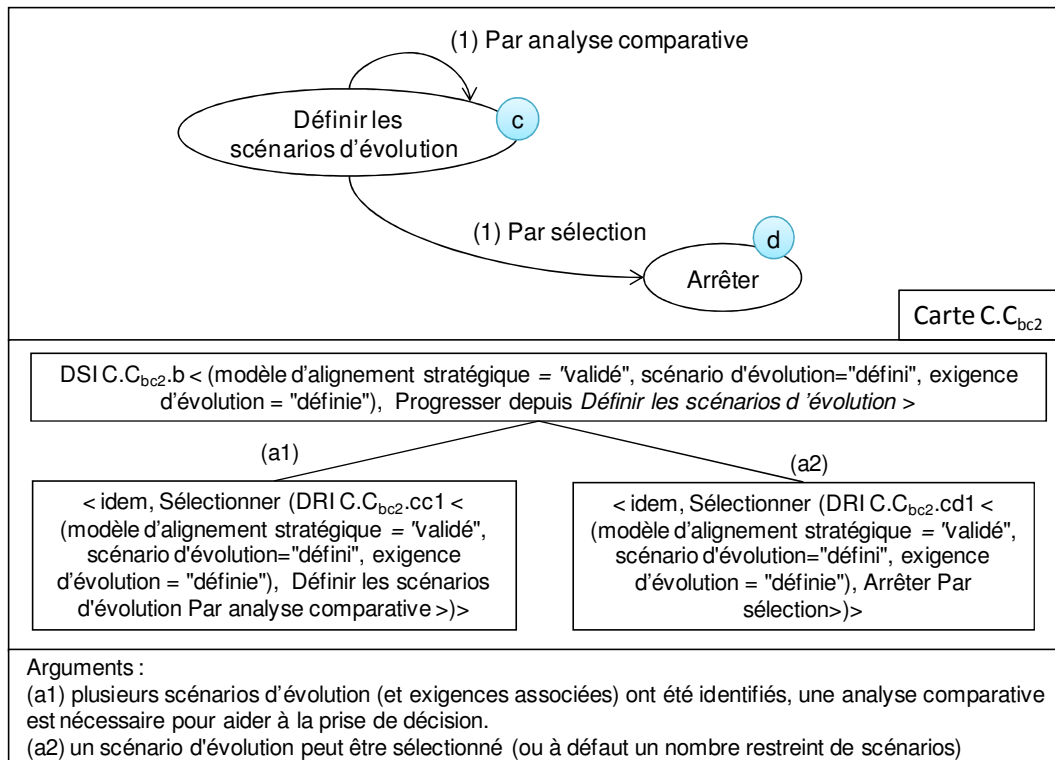 (1) Par analyse comparative
Définir les
scénarios d'évolution
c
(1) Par sélection
d
Arrêter
Carte C.Cbc2
DSI C.Cbc2.b < (modèle d'alignement stratégique = "validé", scénario d'évolution="défini", exigence
d'évolution = "définie"), Progresser depuis Définir les scénarios d 'évolution >
(a1)
(a2)
< idem, Sélectionner (DRI C.Cbc2.cc1 <
(modèle d'alignement stratégique = "validé",
scénario d'évolution="défini", exigence
d'évolution = "définie"), Définir les scénarios
d'évolution Par analyse comparative >)>
< idem, Sélectionner (DRI C.Cbc2.cd1 <
(modèle d'alignement stratégique = "validé",
scénario d'évolution="défini", exigence
d'évolution = "définie"), Arrêter Par
sélection>)>
Arguments :
(a1) plusieurs scénarios d'évolution (et exigences associées) ont été identifiés, une analyse comparative
est nécessaire pour aider à la prise de décision.
(a2) un scénario d'évolution peut être sélectionné (ou à défaut un nombre restreint de scénarios)